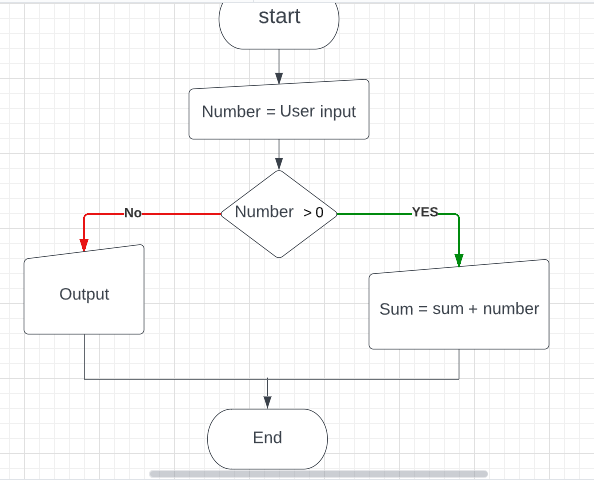 start
Number = User input
Number > 0
No
YES
Output
Sum = sum + number
End